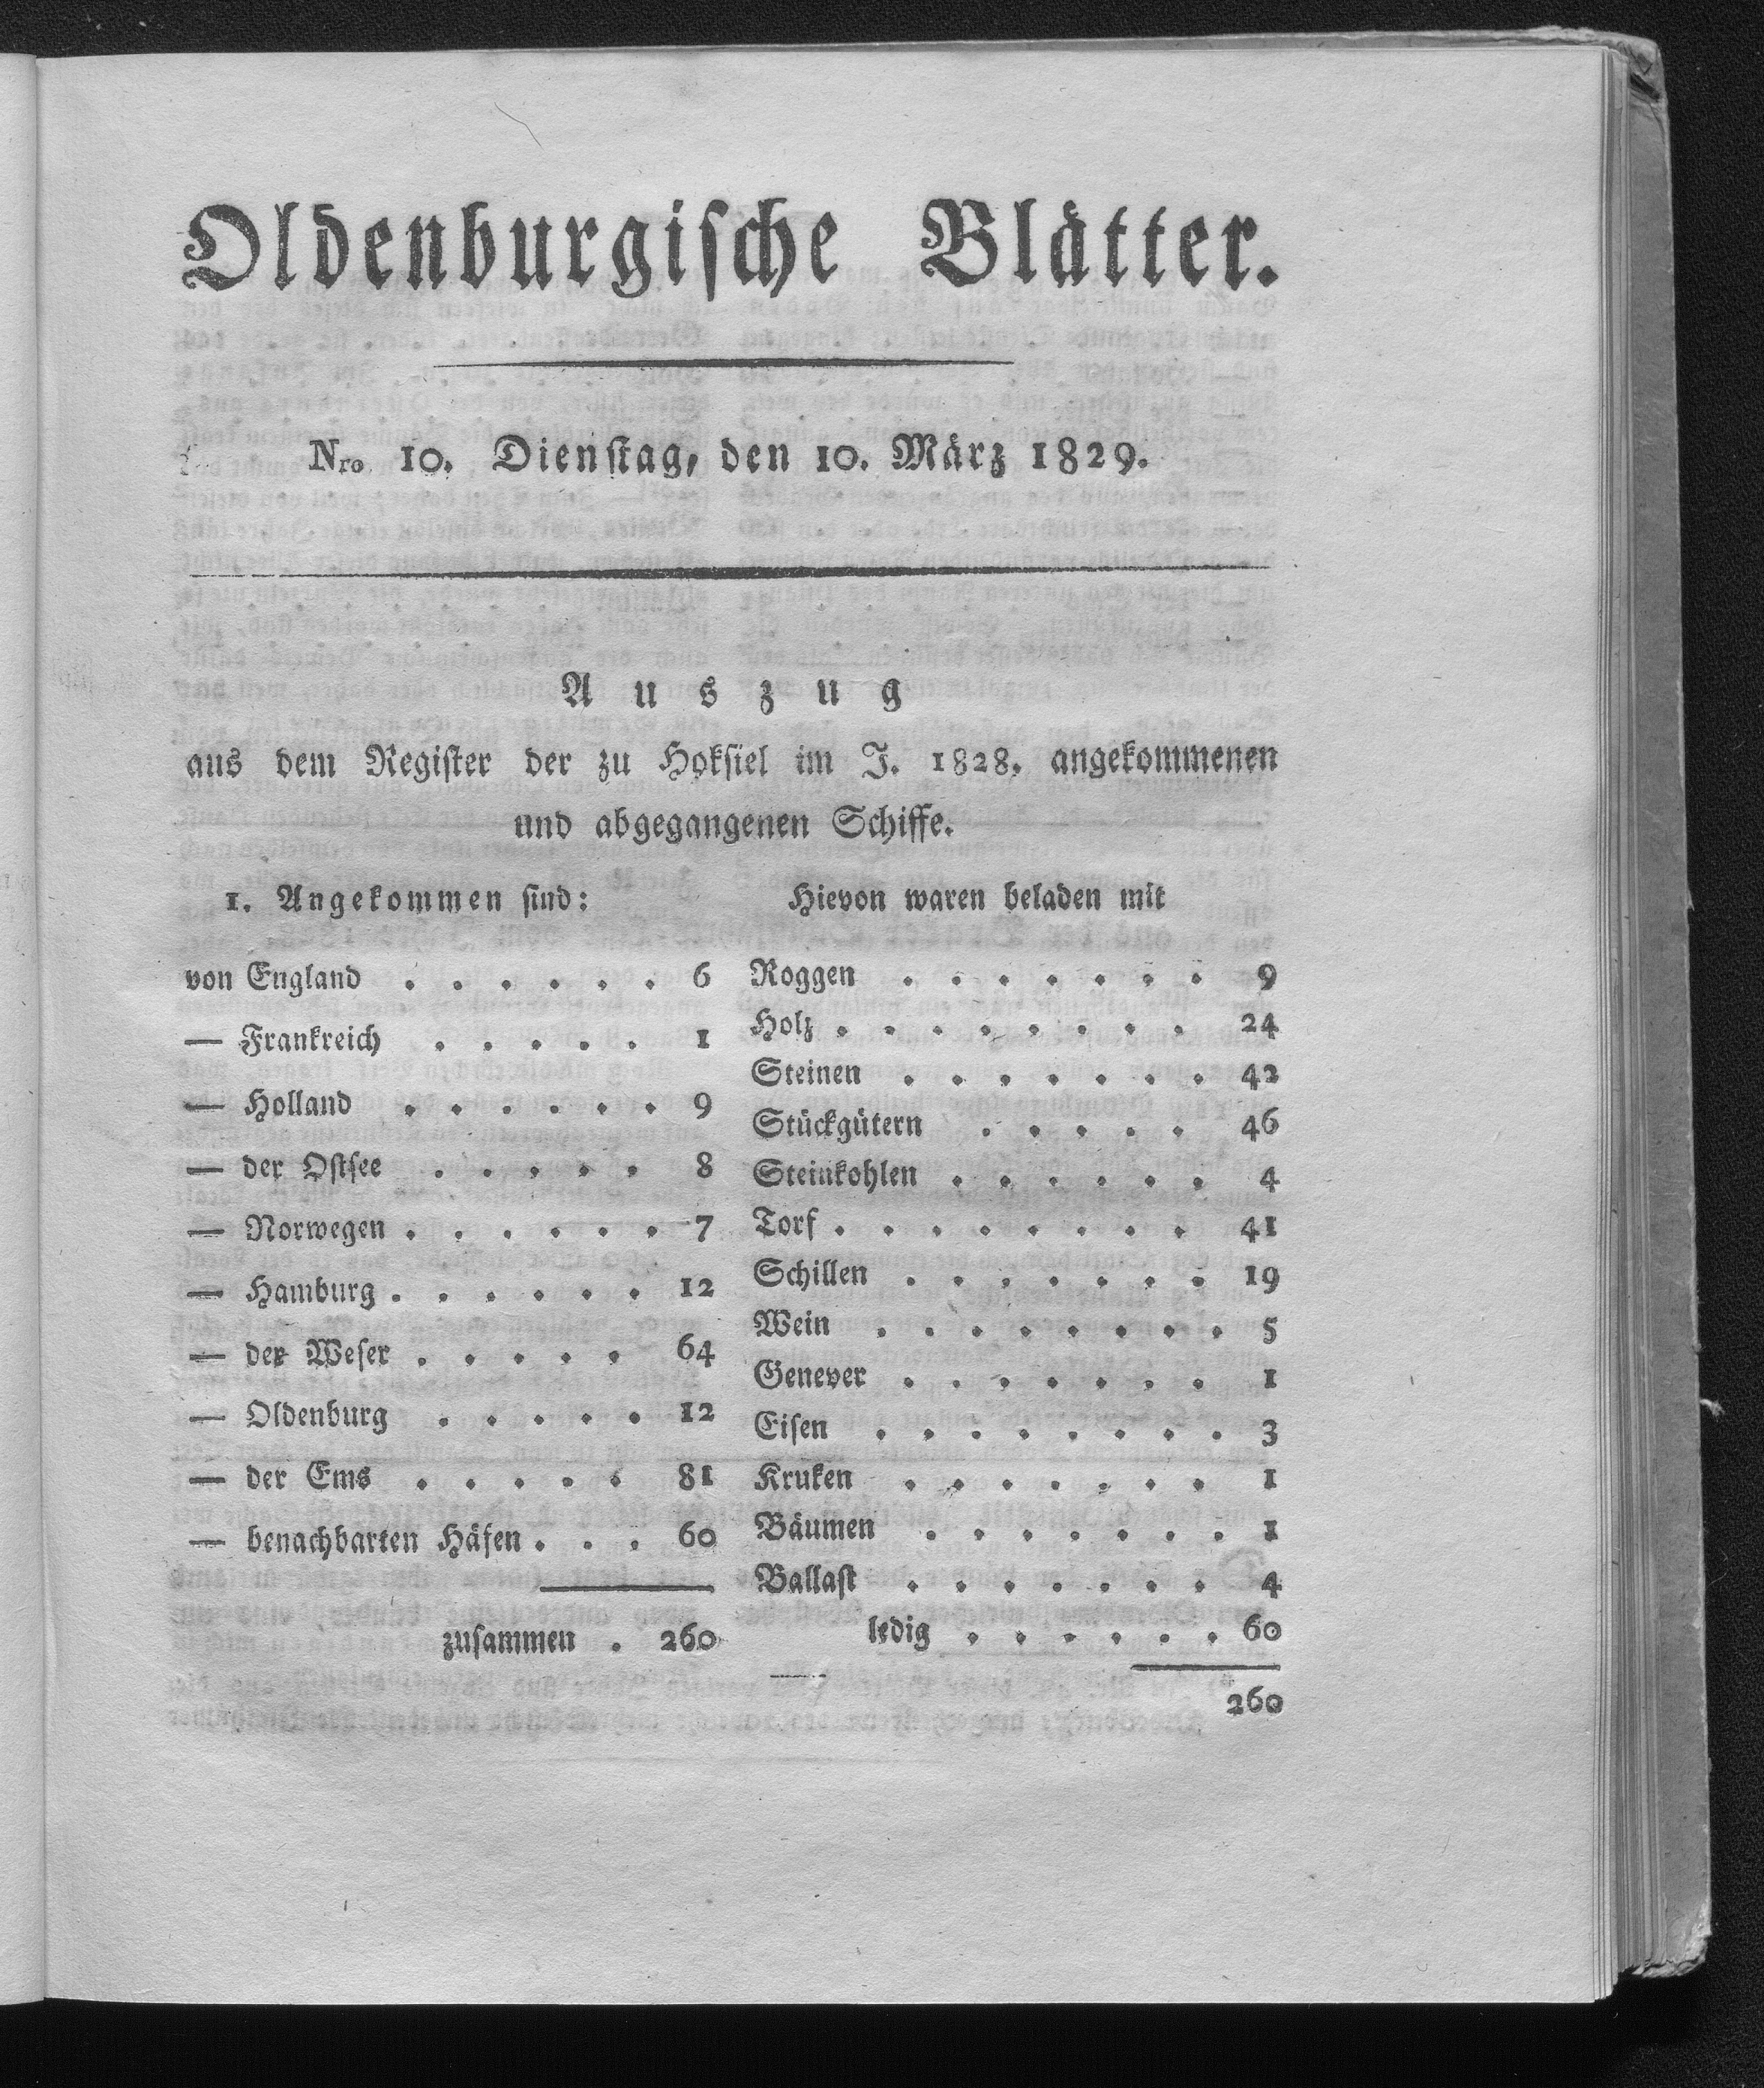 Oldenburgische Blätter.
Nro 10. Dienstag, den 10. März 1829.
Auszug
aus dem Register der zu Hoksiel im J. 1828. angekommenen
und abgegangenen Schiffe.
1. Angekommen sind:
von England . . . . . . 6
— Frankreich . . . . . 1
— Holland . . . . . . 9
— der Ostsee . . . . . 8
— Norwegen . . . . . . 7
— Hamburg . . . . . . 12
— der Weser . . . . . 64
— Oldenburg . . . . . 12
— der Ems . . . . . 81
— benachbarten Häfen . . . 60
zusammen . 260
Hievon waren beladen mit
Roggen . . . . . . . 9
Holz . . . . . . . . 24
Steinen . . . . . . . 42
Stückgütern . . . . . 46
Steinkohlen . . . . . . 4
Torf . . . . . . . . 41
Schillen . . . . . . . 19
Wein . . . . . . . . 5
Genever . . . . . . . 1
Eisen . . . . . . . . 3
Kruken . . . . . . . 1
Bäumen . . . . . . . 1
Ballast . . . . . . . 4
ledig . . . . . . 60
260